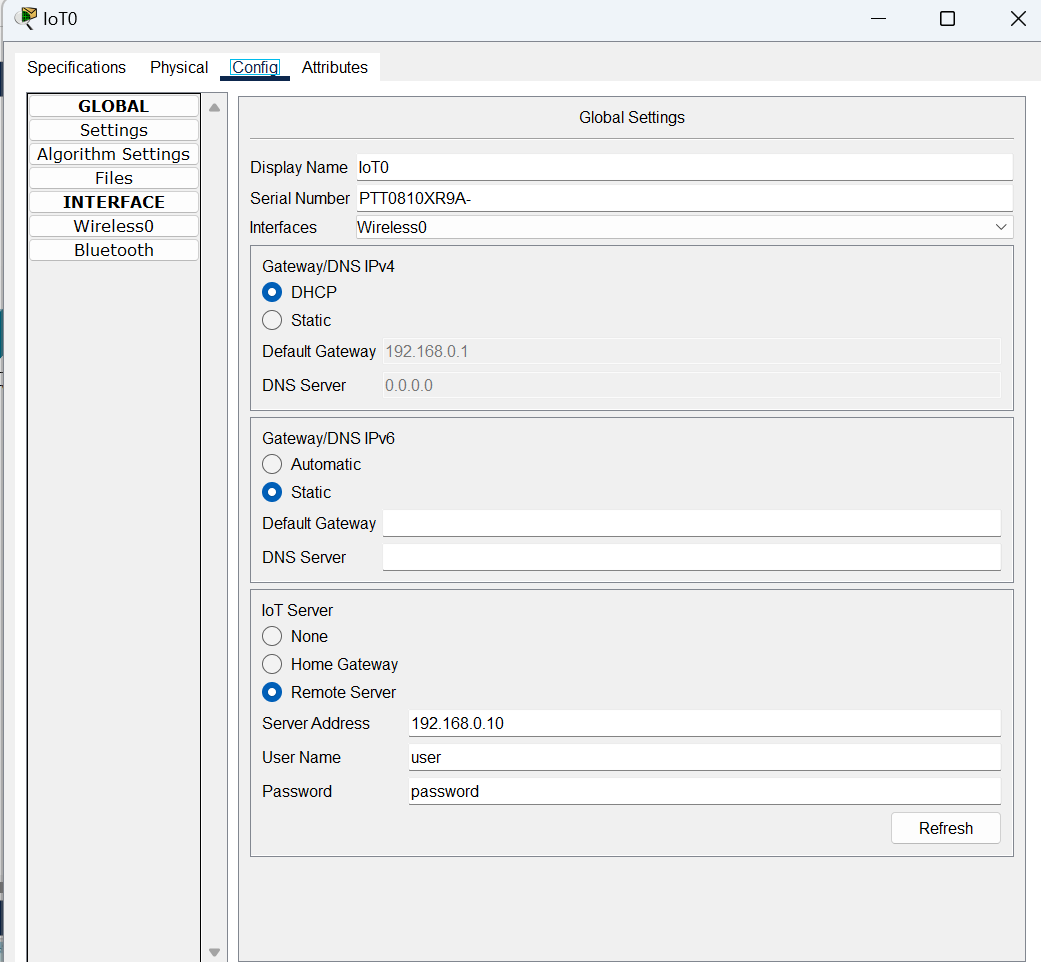 IoT0
Specifications Physical Config Attributes
GLOBAL
Settings
Algorithm Settings
Files
INTERFACE
Wireless0
Bluetooth
Global Settings
Display Name IoT0
Serial Number PTT0810XR9A-
Interfaces Wireless0
Gateway/DNS IPv4
DHCP
Static
Default Gateway 192.168.0.1
DNS Server 0.0.0.0
Gateway/DNS IPv6
Automatic
Static
Default Gateway
DNS Server
IoT Server
None
Home Gateway
Remote Server
Server Address 192.168.0.10
User Name user
Password password
Refresh